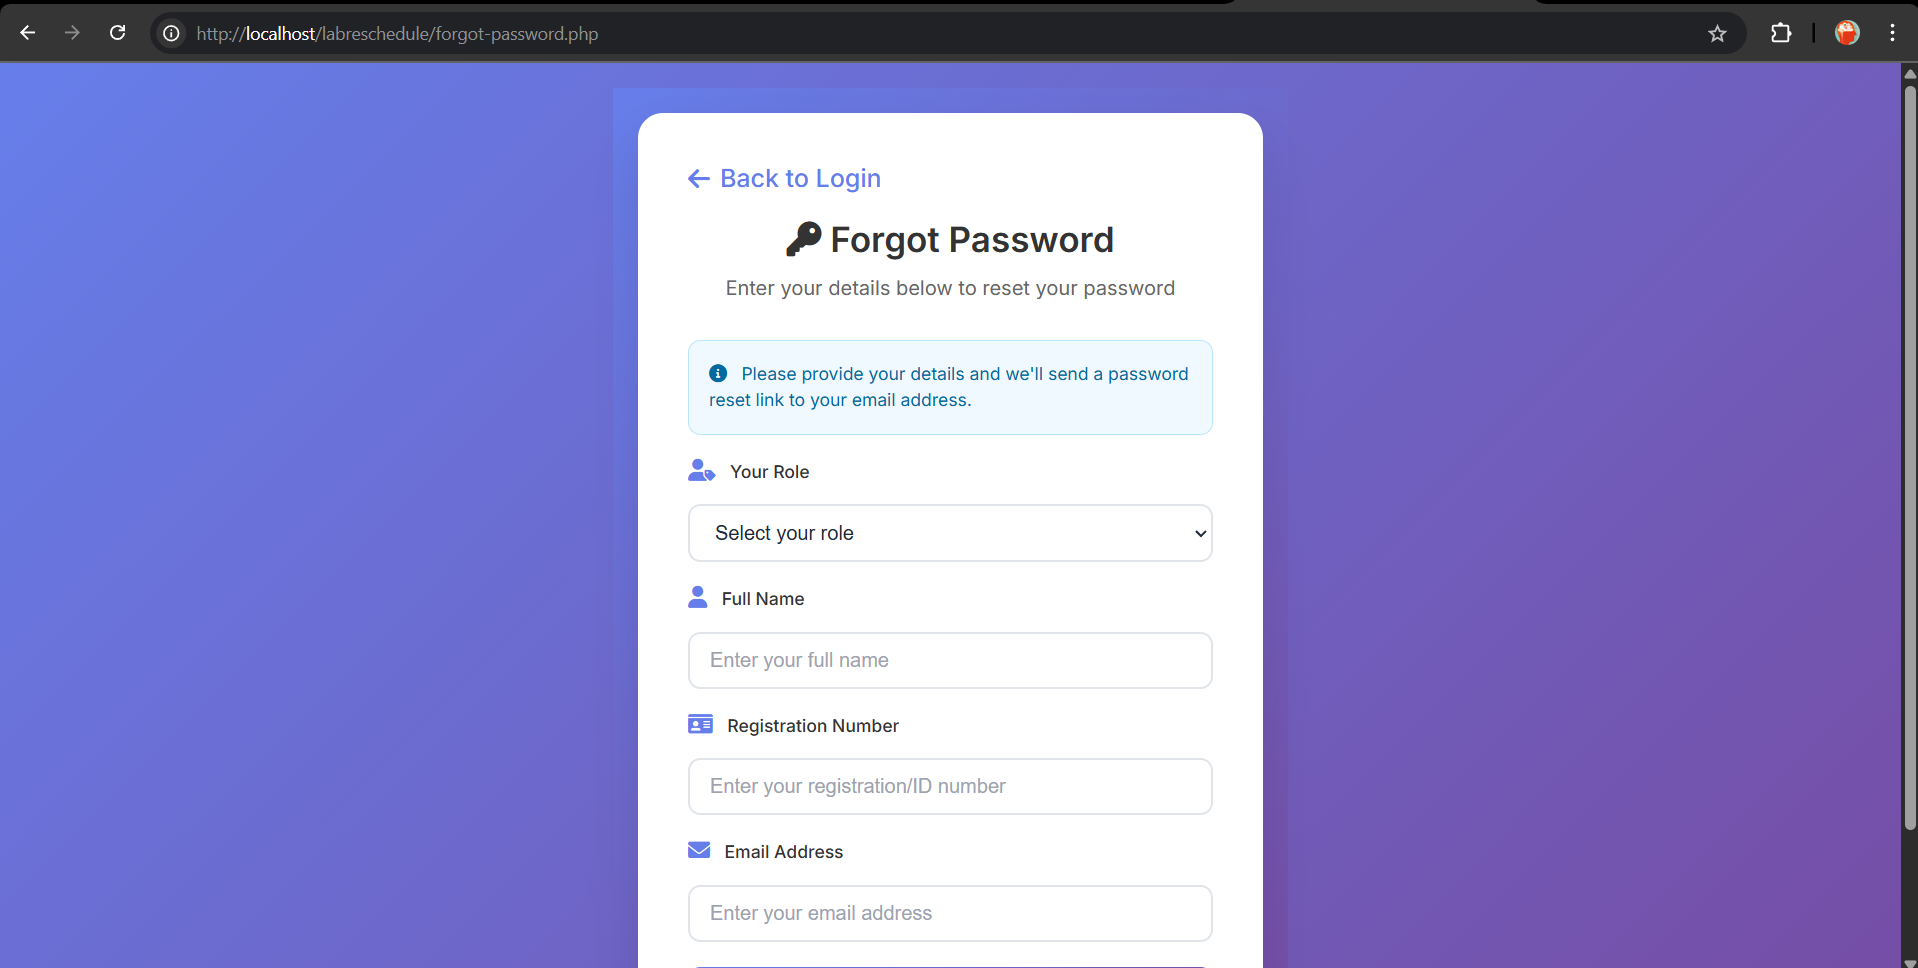 http://localhost/labreschedule/forgot-password.php
Back to Login
Forgot Password
Enter your details below to reset your password
Please provide your details and we'll send a password
reset link to your email address.
Your Role
Select your role
Full Name
Enter your full name
Registration Number
Enter your registration/ID number
Email Address
Enter your email address